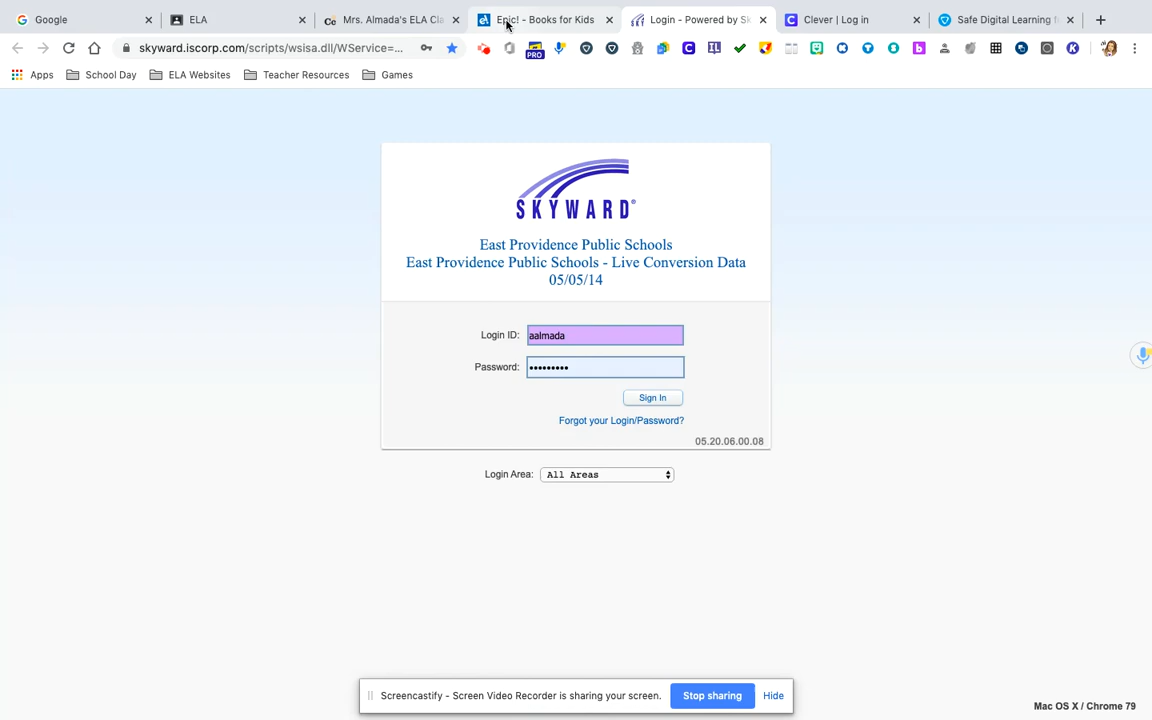 Google
ELA
Mrs. Almada's ELA Cla
Epic! - Books for Kids
Login - Powered by Sk
Clever | Log in
Safe Digital Learning f
skyward.iscorp.com/scripts/wsisa.dll/WService=...
PRO
Apps
School Day
ELA Websites
Teacher Resources
Games
SKYWARD®
East Providence Public Schools
East Providence Public Schools - Live Conversion Data
05/05/14
Login ID: aalmada
Password: •••••••••
Sign In
Forgot your Login/Password?
05.20.06.00.08
Login Area: All Areas
Screencastify - Screen Video Recorder is sharing your screen. Stop sharing Hide
Mac OS X / Chrome 79